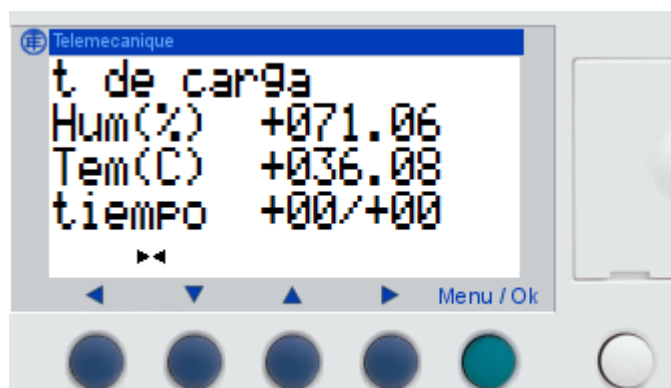 Telemecanique
t de carga
Hum(%) +071.06
Tem(C) +036.08
tiempo +00/+00
Menu / Ok